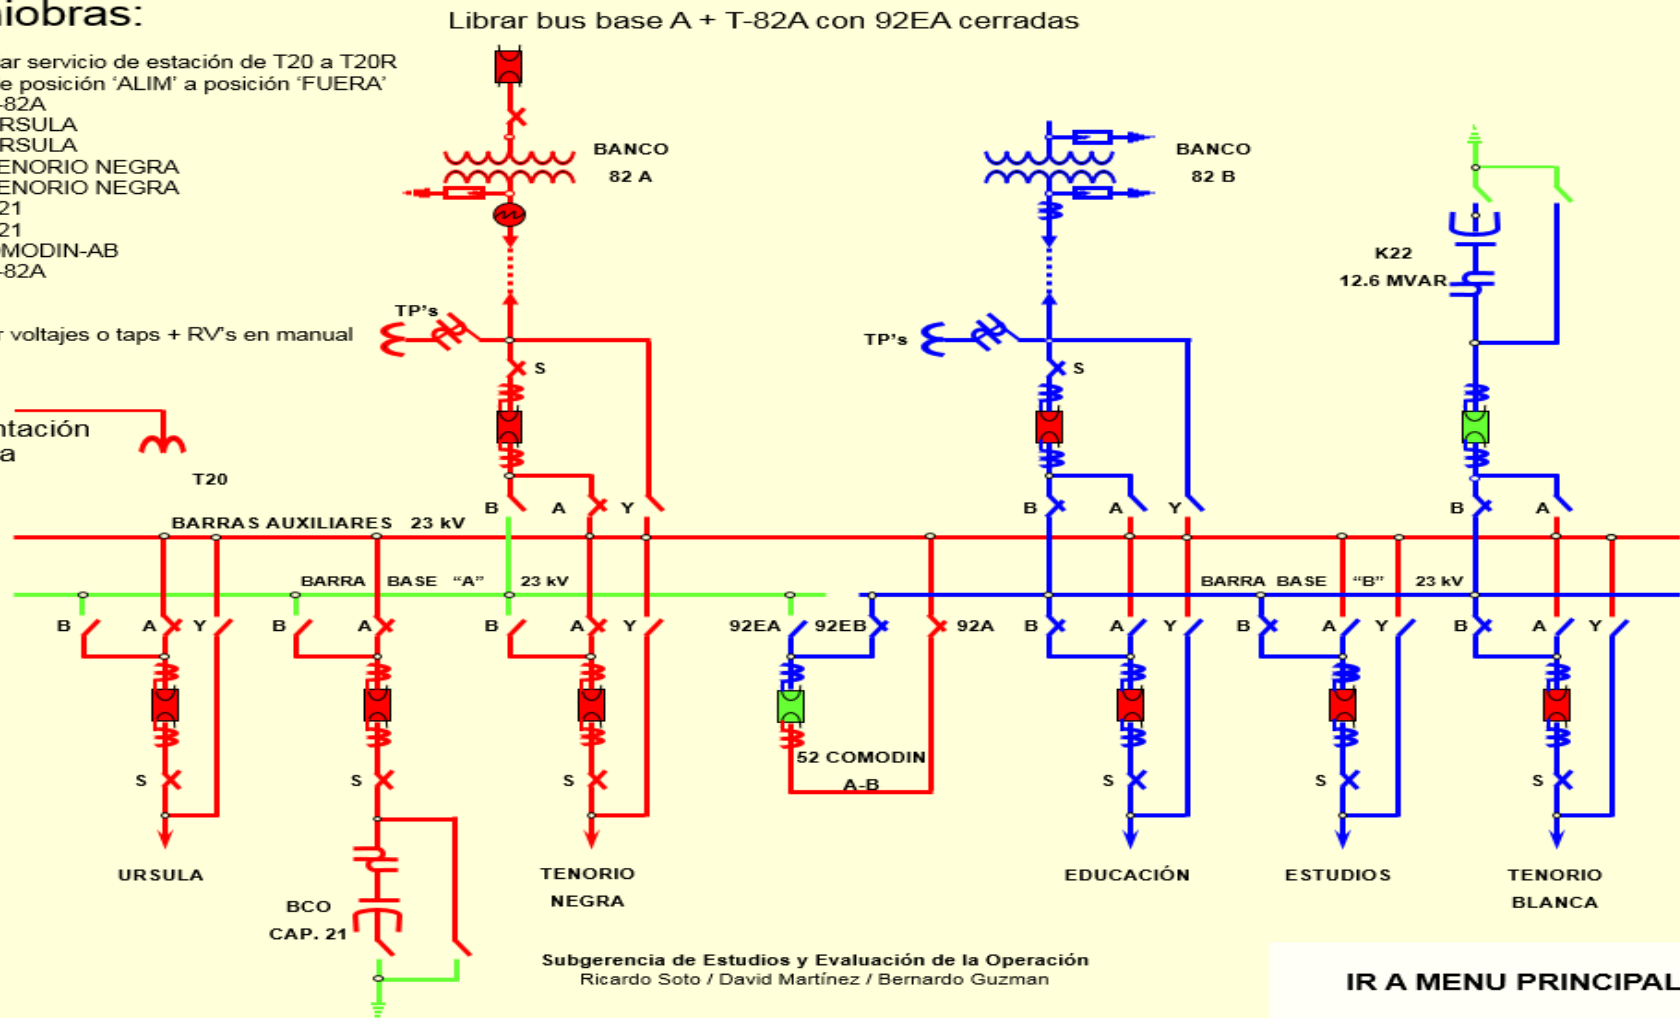 niobras:
Librar bus base A + T-82A con 92EA cerradas
ar servicio de estación de T20 a T20R
e posición ‘ALIM’ a posición ‘FUERA’
-82A
RSULA
RSULA
ENORIO NEGRA
ENORIO NEGRA
21
21
OMODIN-AB
-82A
r voltajes o taps + RV's en manual
ntación
a
T20
BANCO
82 A
BANCO
82 B
K22
12.6 MVAR
TP's
TP's
S
S
B A Y
B A Y
B A
BARRAS AUXILIARES 23 kV
BARRA BASE “A” 23 kV
BARRA BASE “B” 23 kV
B A Y
B A
B A Y
92EA 92EB 92A
B A Y
B A Y
B A Y
52 COMODIN
A-B
S
S
S
S
S
S
URSULA
BCO
CAP. 21
TENORIO
NEGRA
EDUCACIÓN
ESTUDIOS
TENORIO
BLANCA
Subgerencia de Estudios y Evaluación de la Operación
Ricardo Soto / David Martínez / Bernardo Guzman
IR A MENU PRINCIPAL